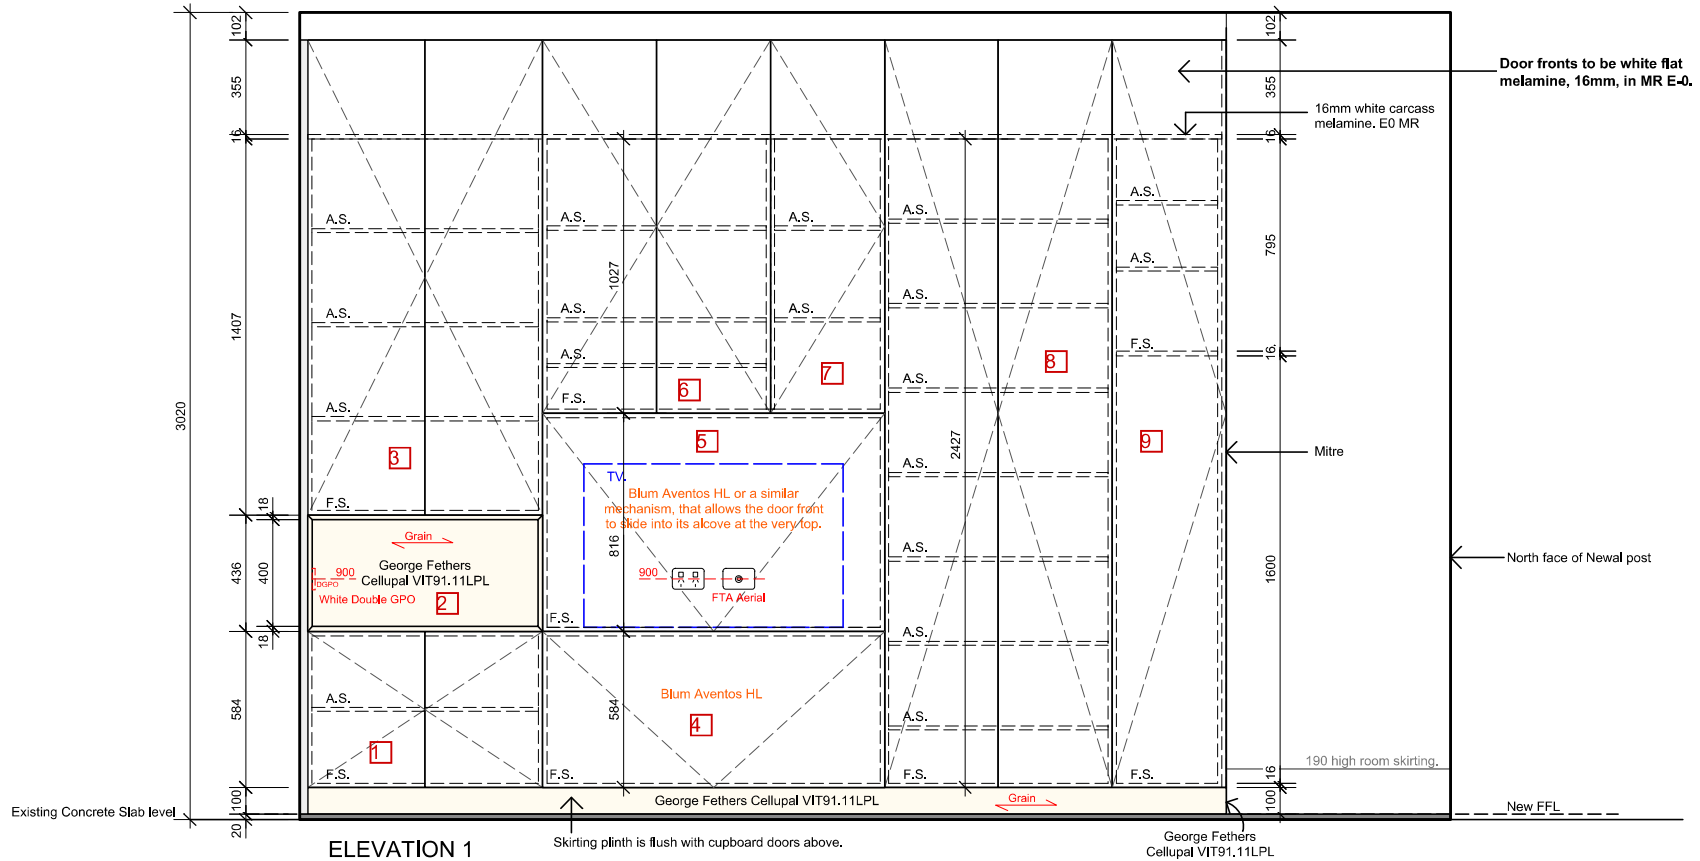 102
355
16
1407
3020
18
436
400
18
584
100
20
102
355
16
795
16
1600
16
100
Door fronts to be white flat
melamine, 16mm, in MR E-0.
16mm white carcass
melamine. E0 MR
A.S.
A.S.
A.S.
3
F.S.
A.S.
A.S.
A.S.
6
F.S.
1027
A.S.
A.S.
7
A.S.
A.S.
A.S.
A.S.
A.S.
A.S.
A.S.
F.S.
8
2427
A.S.
A.S.
F.S.
9
F.S.
Mitre
5
TV.
Blum Aventos HL or a similar
mechanism, that allows the door front
to slide into its alcove at the very top.
816
900
FTA Aerial
F.S.
Grain
George Fethers
Cellupal VIT91.11LPL
900
DGPO
White Double GPO
2
North face of Newal post
A.S.
1
F.S.
Blum Aventos HL
584
4
F.S.
190 high room skirting.
George Fethers Cellupal VIT91.11LPL
Grain
Existing Concrete Slab level
New FFL
ELEVATION 1
Skirting plinth is flush with cupboard doors above.
George Fethers
Cellupal VIT91.11LPL